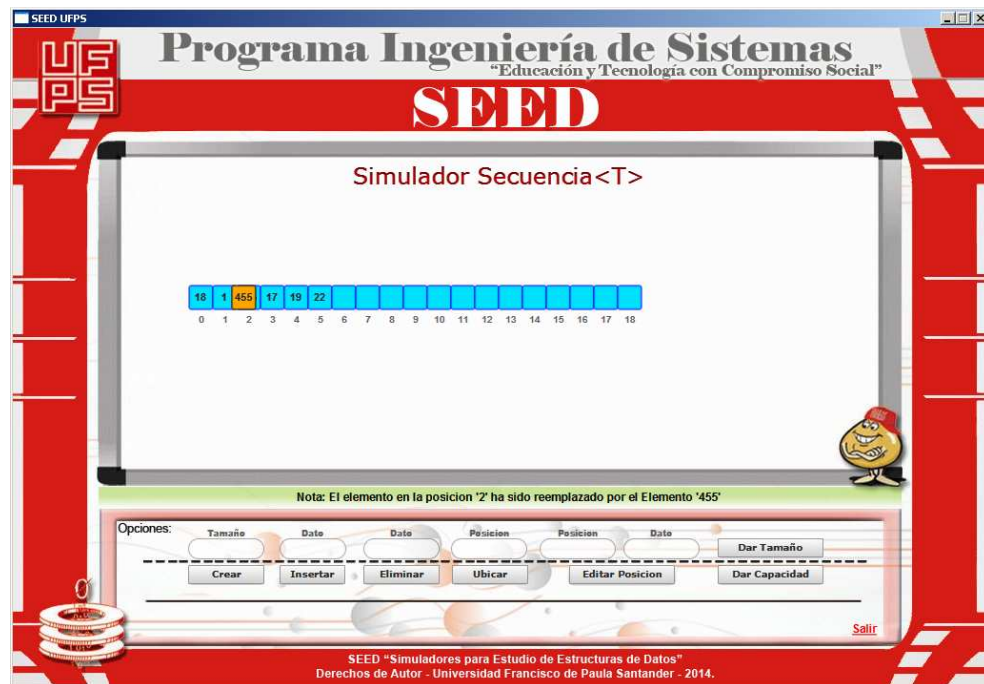 SEED UFPS
UFPS
Programa Ingeniería de Sistemas
“Educación y Tecnología con Compromiso Social”
SEED
Simulador Secuencia<T>
18 1 455 17 19 22
0 1 2 3 4 5 6 7 8 9 10 11 12 13 14 15 16 17 18
Nota: El elemento en la posicion '2' ha sido reemplazado por el Elemento '455'
Opciones:
Tamaño Dato Dato Posicion Posicion Dato
Dar Tamaño
Crear Insertar Eliminar Ubicar Editar Posicion Dar Capacidad
Salir
SEED “Simuladores para Estudio de Estructuras de Datos”
Derechos de Autor - Universidad Francisco de Paula Santander - 2014.